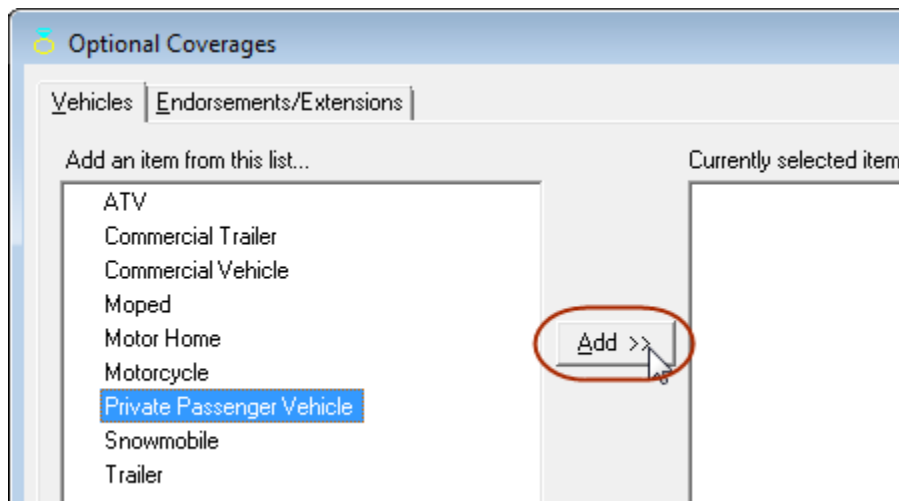 Optional Coverages
Vehicles Endorsements/Extensions
Add an item from this list...
Currently selected item
ATV
Commercial Trailer
Commercial Vehicle
Moped
Motor Home
Motorcycle
Private Passenger Vehicle
Snowmobile
Trailer
Add >>